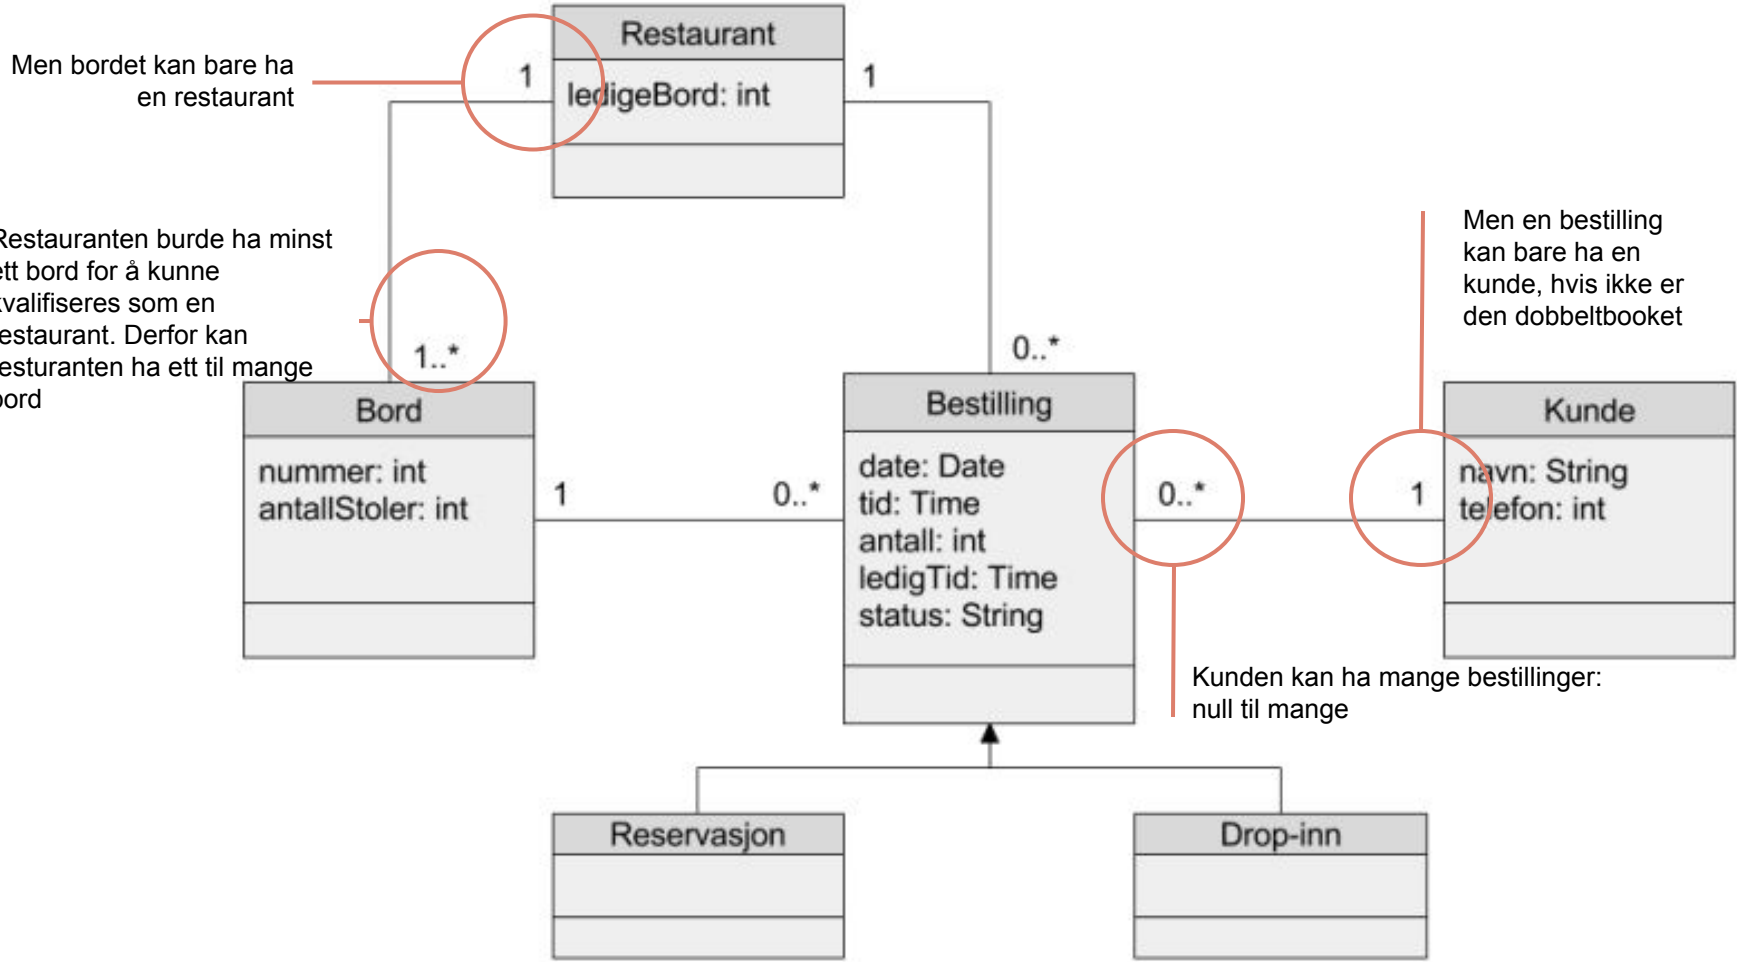 Restaurant
ledigeBord: int
1
1
Men bordet kan bare ha
en restaurant
Restauranten burde ha minst
ett bord for å kunne
kvalifiseres som en
restaurant. Derfor kan
resturanten ha ett til mange
bord
1..*
0..*
Men en bestilling
kan bare ha en
kunde, hvis ikke er
den dobbeltbooket
Bord
nummer: int
antallStoler: int
1
0..*
Bestilling
date: Date
tid: Time
antall: int
ledigTid: Time
status: String
0..*
1
Kunde
navn: String
telefon: int
Kunden kan ha mange bestillinger:
null til mange
Reservasjon
Drop-inn